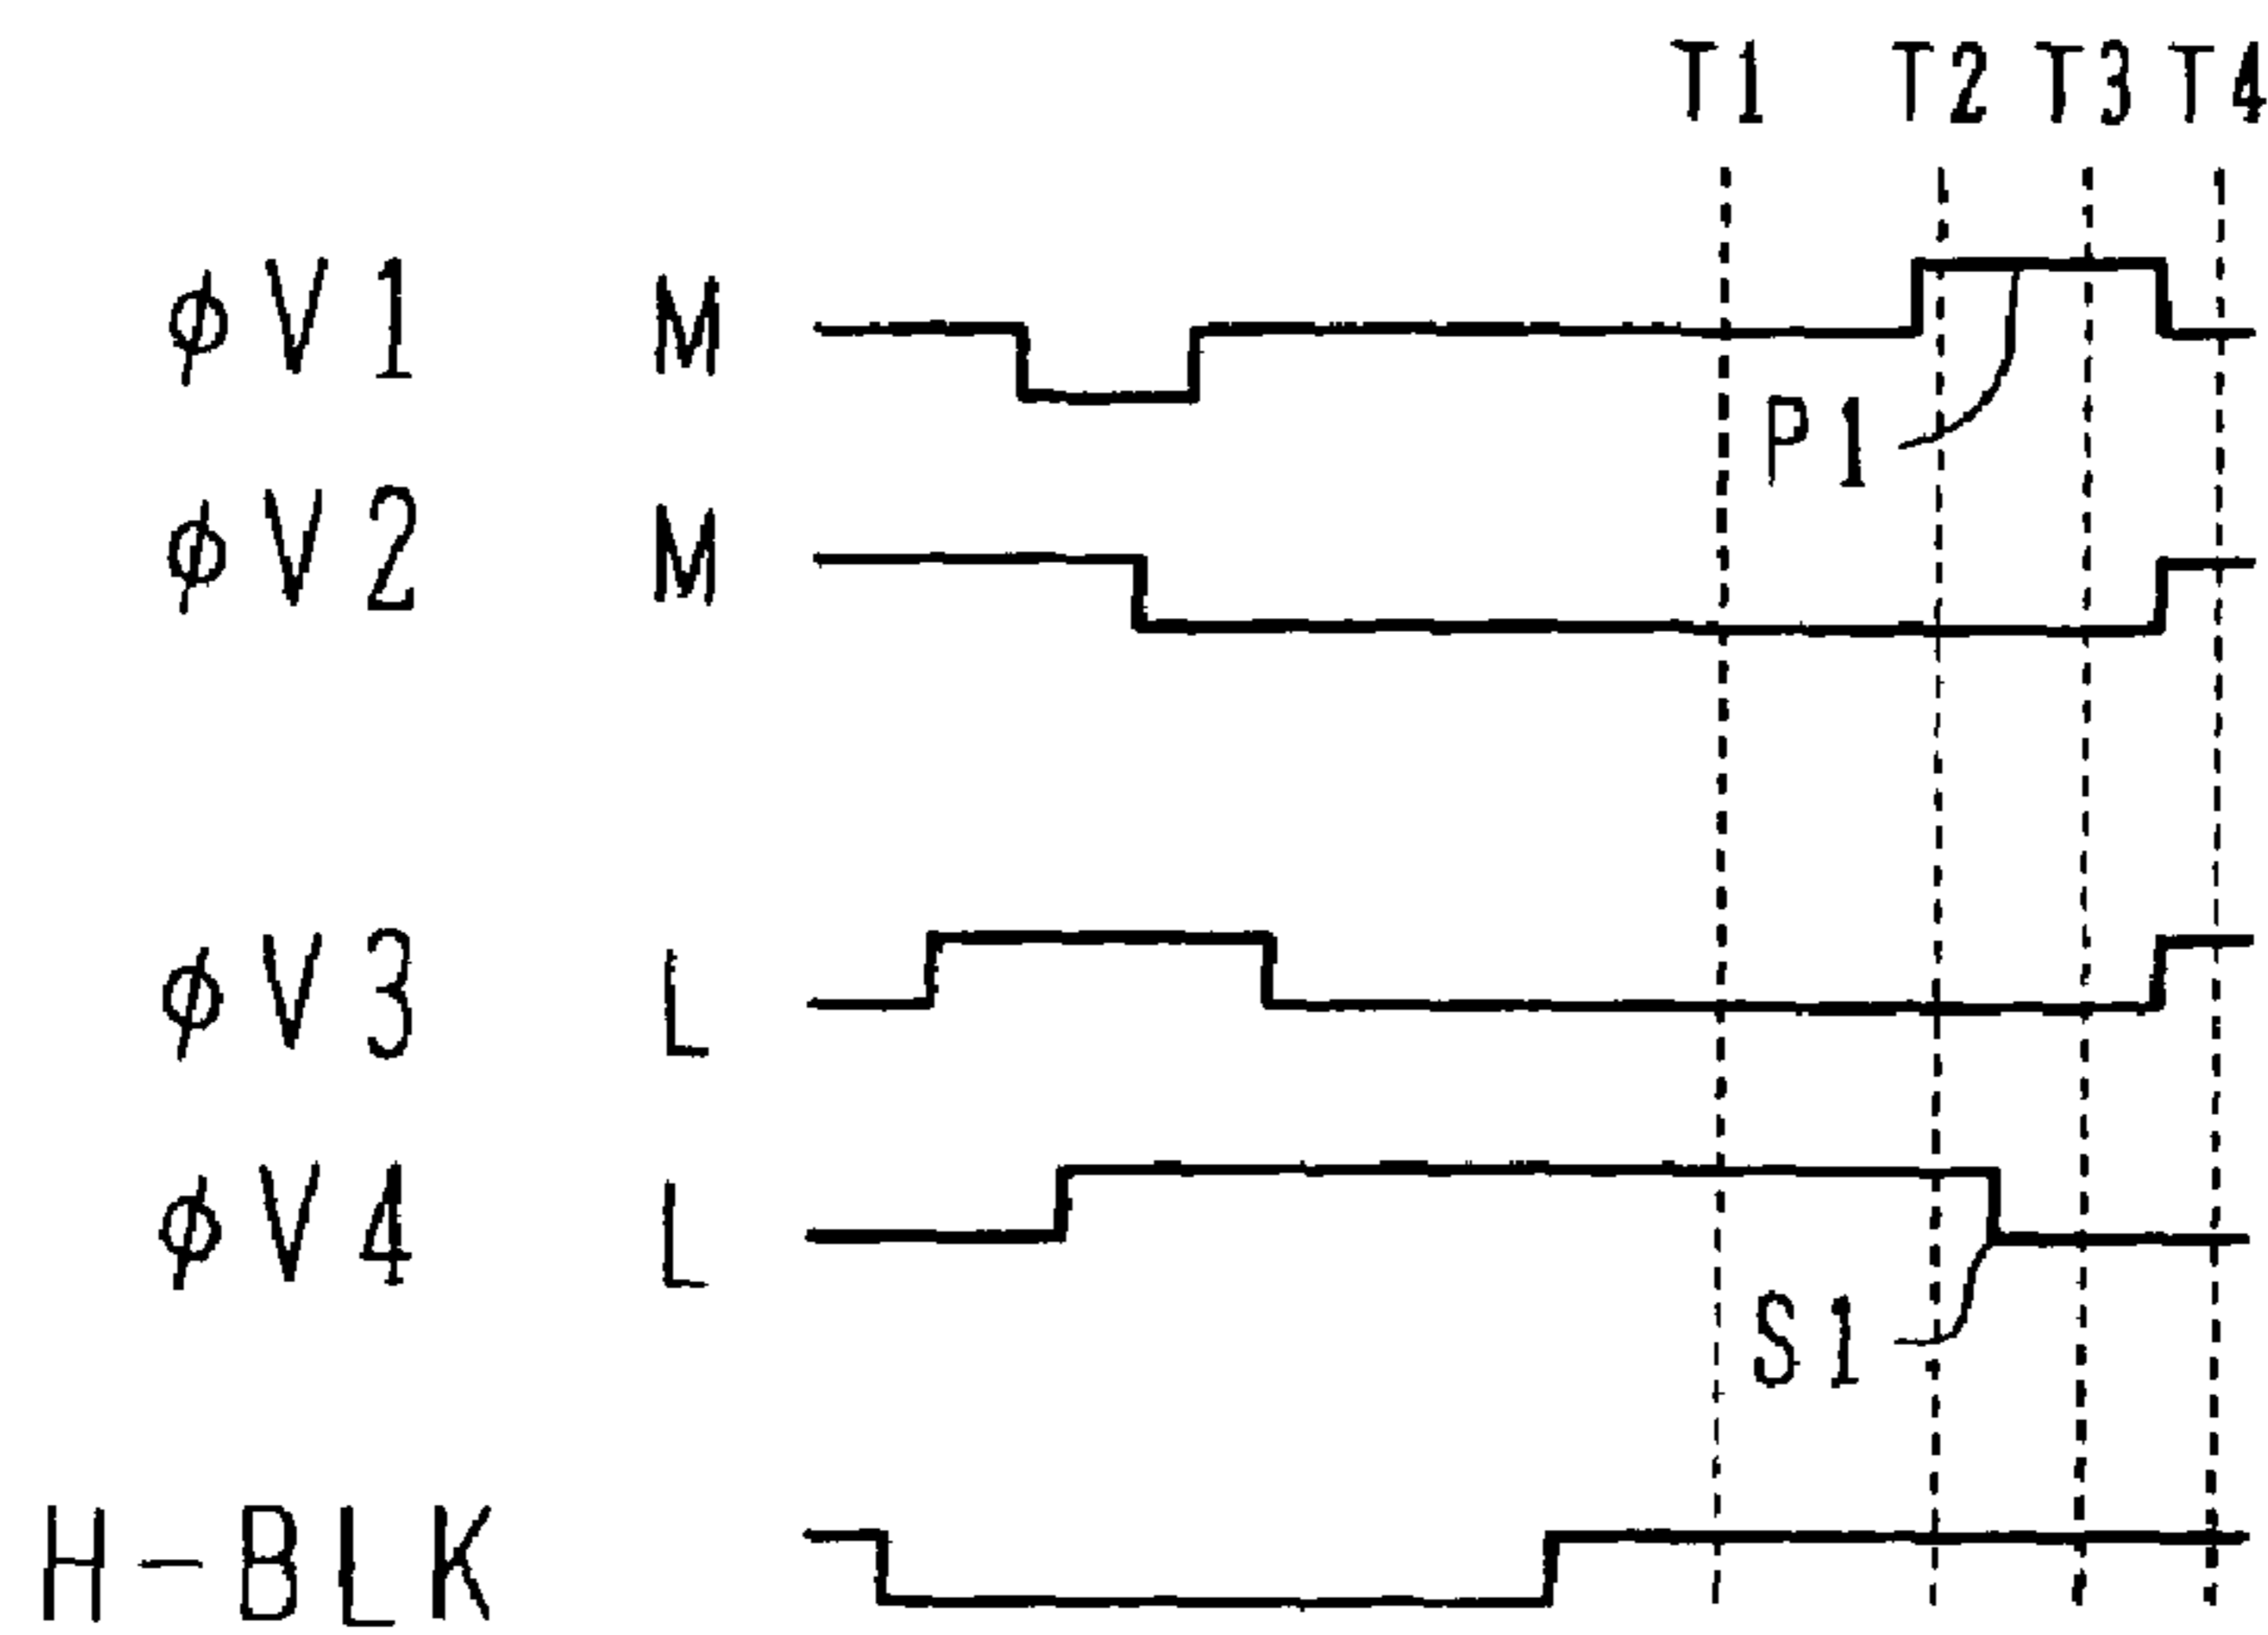 T1 T2 T3 T4
φV1 M
P1
φV2 M
φV3 L
φV4 L
S1
H-BLK